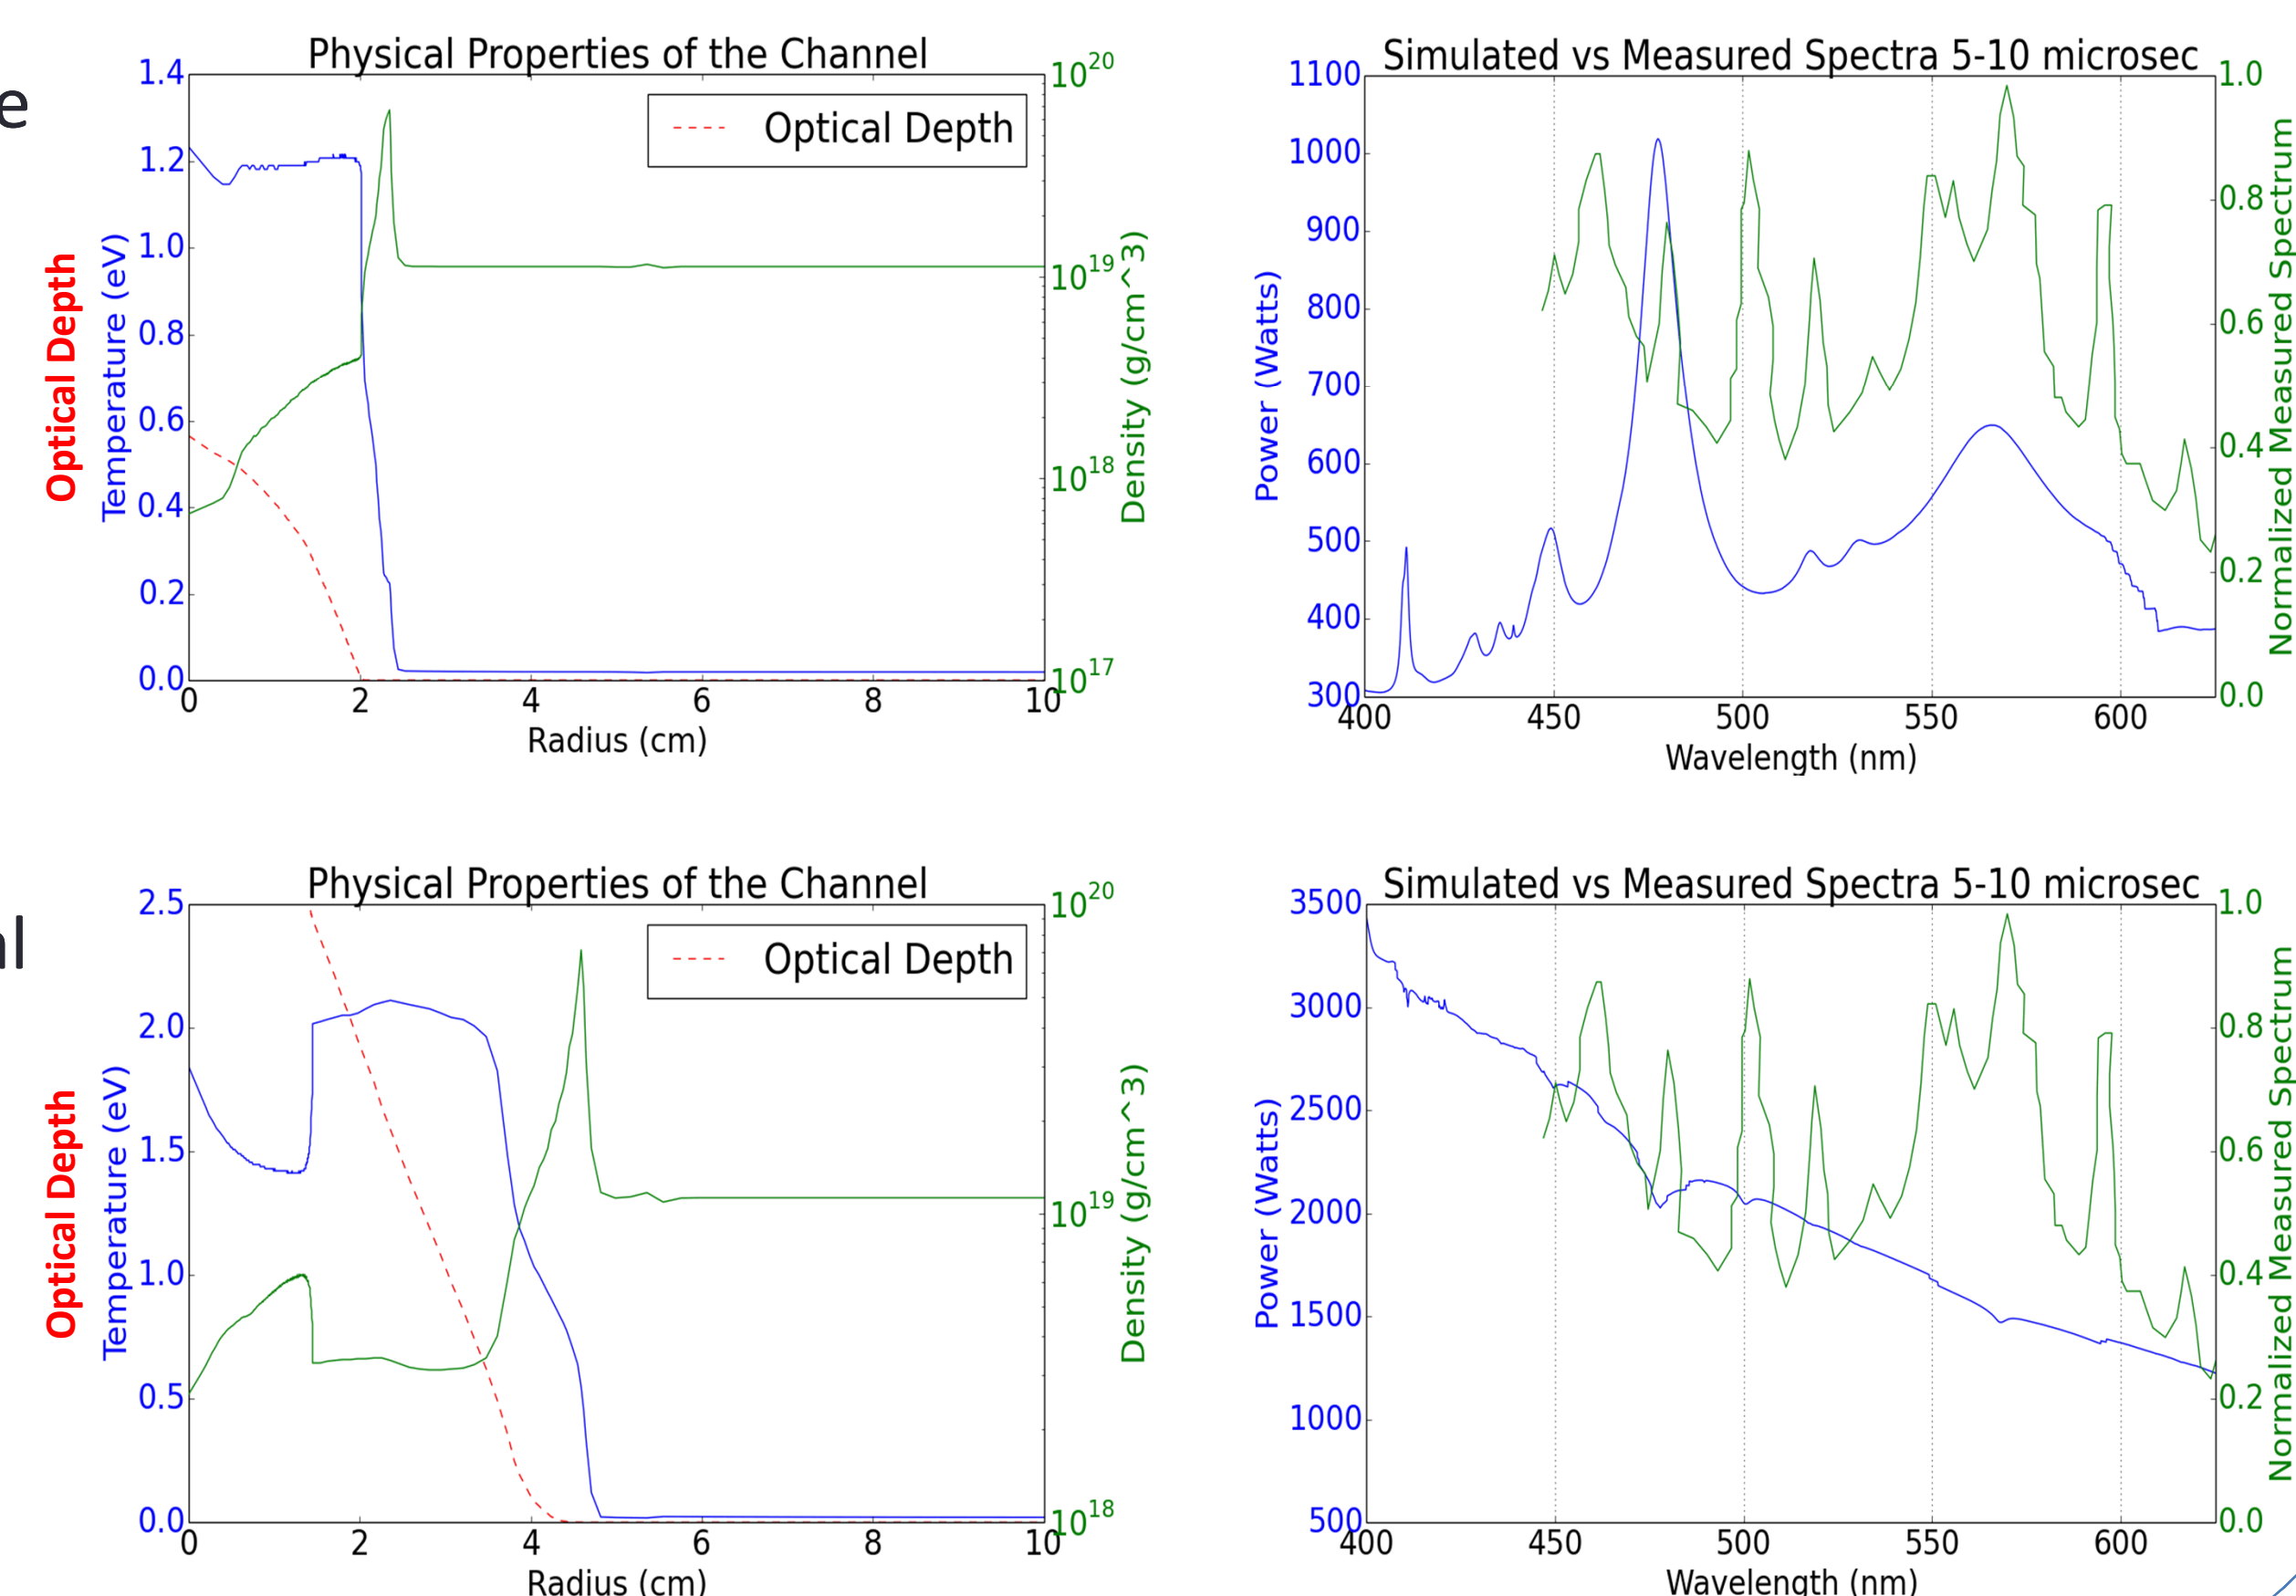 e
Physical Properties of the Channel
1.4
1.2
1.0
0.8
0.6
0.4
0.2
0.0
Optical Depth
Temperature (eV)
Optical Depth
10^20
10^19
10^18
10^17
Density (g/cm^3)
0 2 4 6 8 10
Radius (cm)
Simulated vs Measured Spectra 5-10 microsec
1100
1000
900
800
700
600
500
400
300
Power (Watts)
1.0
0.8
0.6
0.4
0.2
0.0
Normalized Measured Spectrum
400 450 500 550 600
Wavelength (nm)
al
Physical Properties of the Channel
2.5
2.0
1.5
1.0
0.5
0.0
Optical Depth
Temperature (eV)
Optical Depth
10^20
10^19
10^18
Density (g/cm^3)
0 2 4 6 8 10
Radius (cm)
Simulated vs Measured Spectra 5-10 microsec
3500
3000
2500
2000
1500
1000
500
Power (Watts)
1.0
0.8
0.6
0.4
0.2
0.0
Normalized Measured Spectrum
400 450 500 550 600
Wavelength (nm)